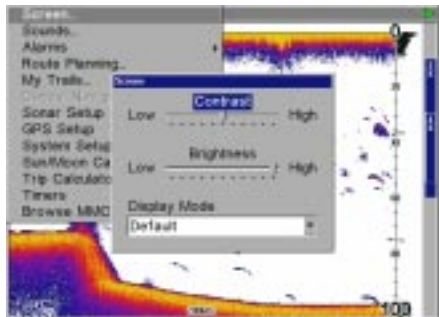 Screen...
Sounds...
Alarms
Route Planning...
My Trails...
Sonar Setup
GPS Setup
System Setup
Sun/Moon Ca
Trip Calculato
Timers
Browse MMC
Screen
Contrast
Low High
Brightness
Low High
Display Mode
Default
0
100